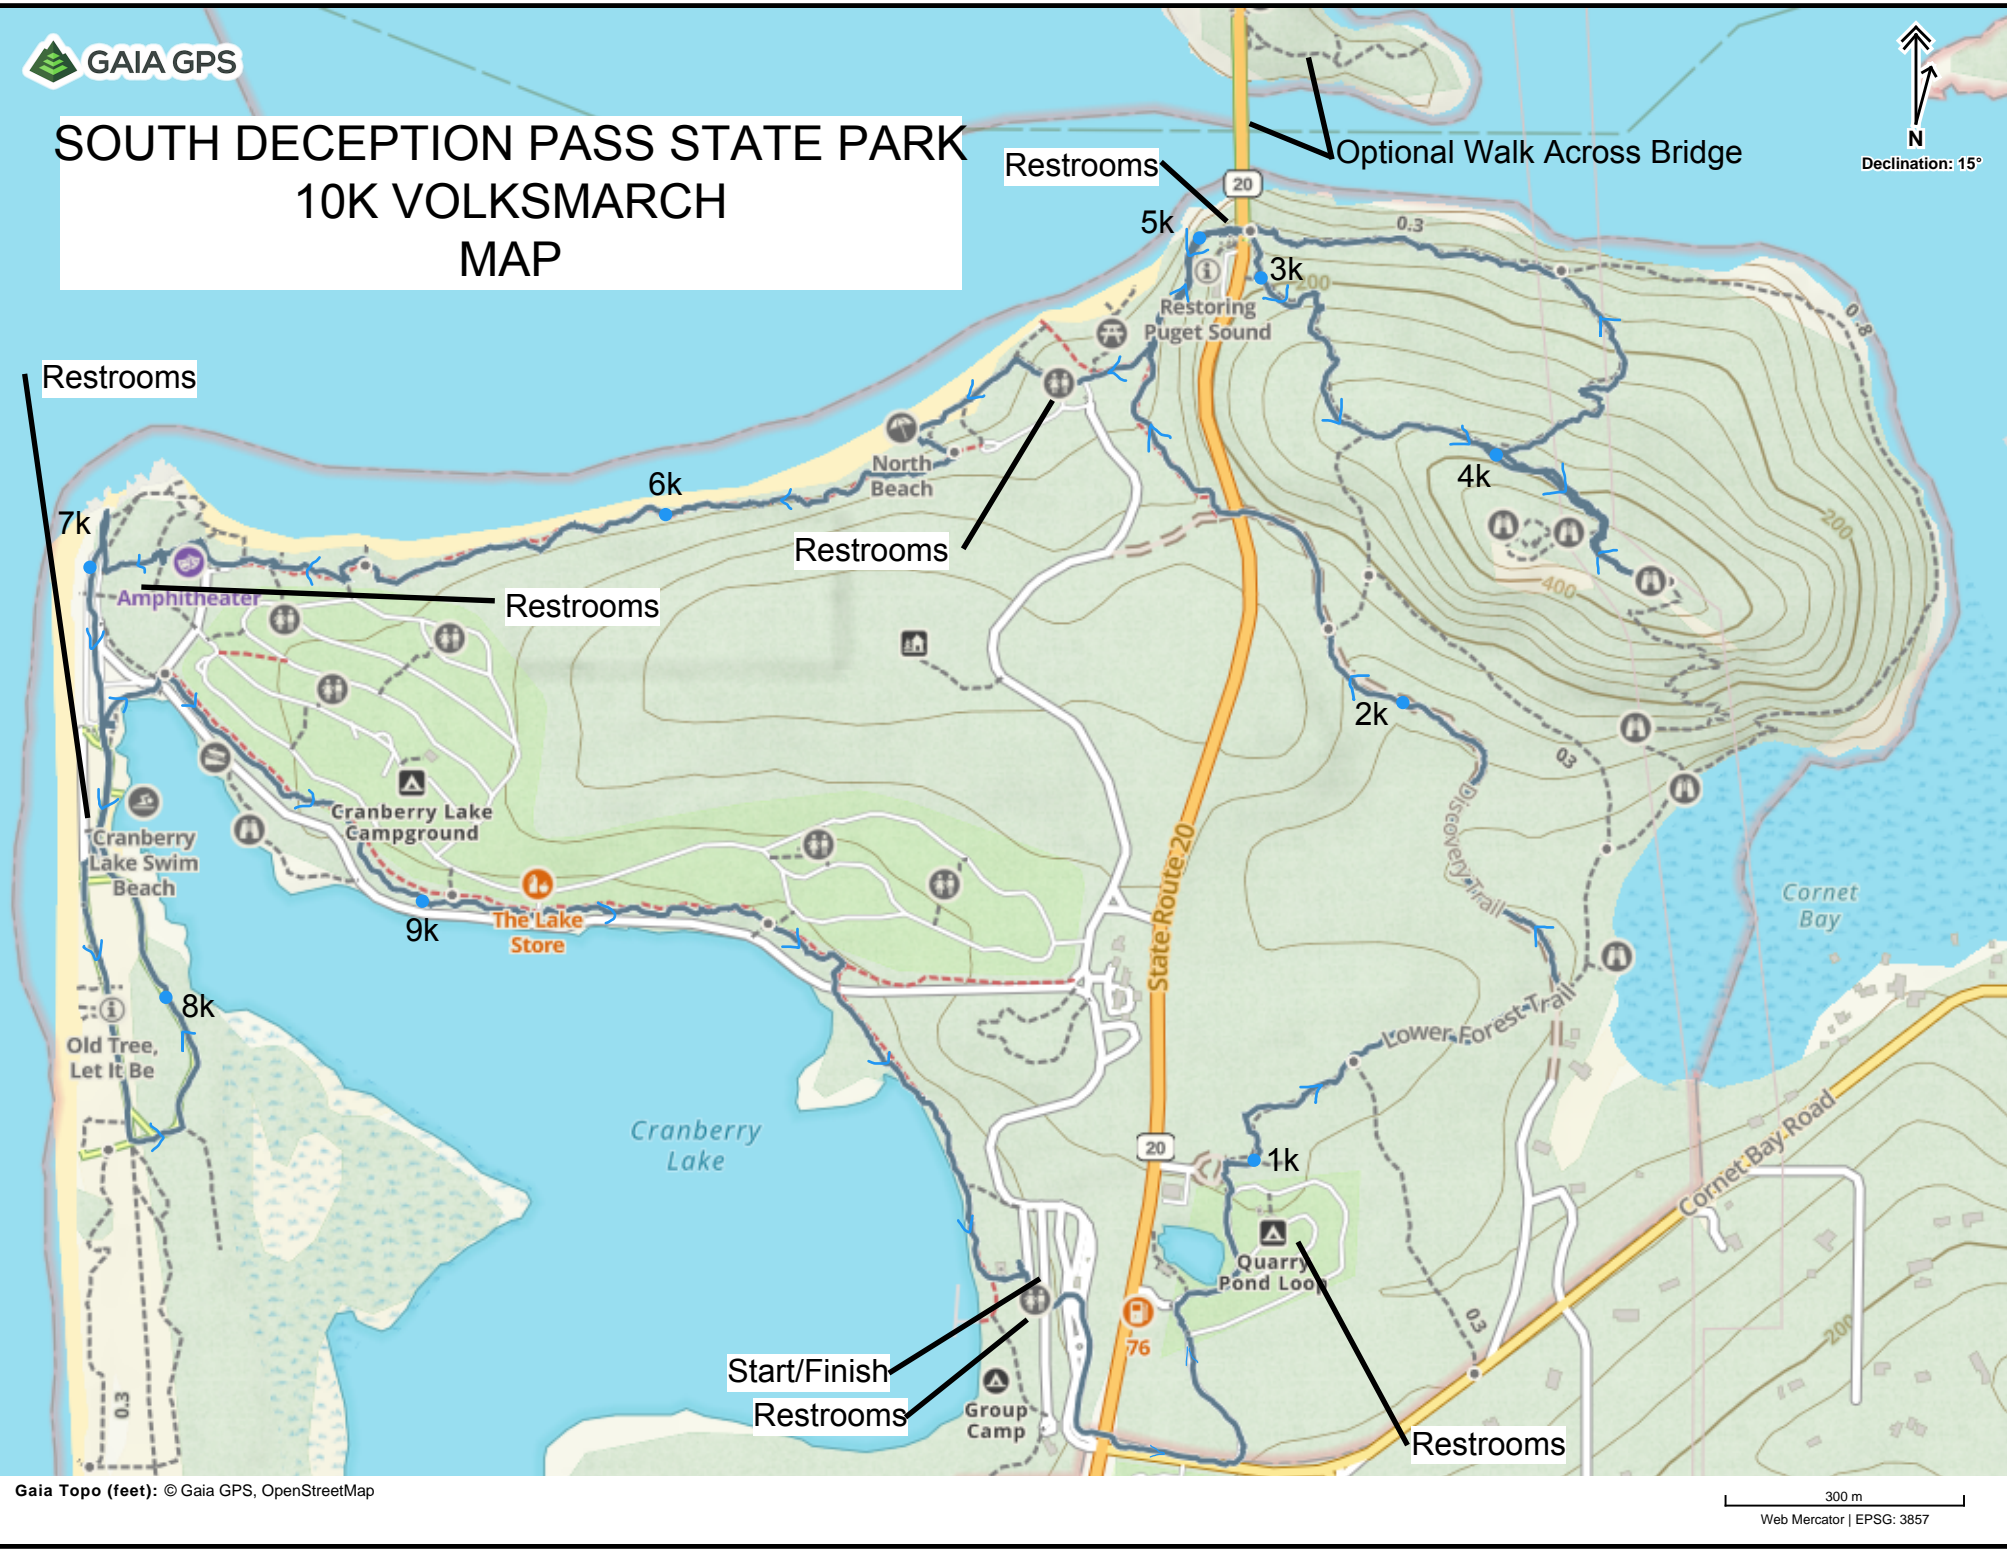 GAIA GPS
SOUTH DECEPTION PASS STATE PARK
10K VOLKSMARCH
MAP
N
Declination: 15°
Optional Walk Across Bridge
Restrooms
20
5k
0.3
3k
200
Restoring
Puget Sound
0.8
Restrooms
North
Beach
6k
4k
7k
Restrooms
200
400
Amphitheater
Restrooms
2k
03
Discovery Trail
Cranberry Lake
Campground
Cranberry
Lake Swim
Beach
State Route 20
The Lake
Store
9k
Cornet
Bay
8k
Old Tree,
Let It Be
Lower Forest Trail
Cranberry
Lake
20
1k
Cornet Bay Road
Quarry
Pond Loop
0.3
200
76
Start/Finish
Restrooms
Group
Camp
Restrooms
0.3
Gaia Topo (feet): © Gaia GPS, OpenStreetMap
300 m
Web Mercator | EPSG: 3857